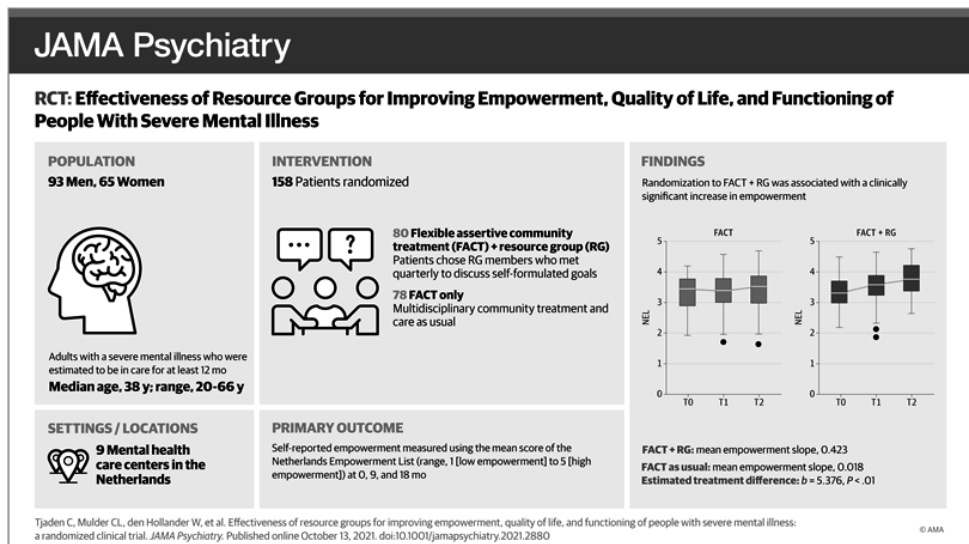 JAMA Psychiatry
RCT: Effectiveness of Resource Groups for Improving Empowerment, Quality of Life, and Functioning of
People With Severe Mental Illness
POPULATION
93 Men, 65 Women
Adults with a severe mental illness who were
estimated to be in care for at least 12 mo
Median age, 38 y; range, 20-66 y
SETTINGS / LOCATIONS
9 Mental health
care centers in the
Netherlands
INTERVENTION
158 Patients randomized
...
?
80 Flexible assertive community
treatment (FACT) + resource group (RG)
Patients chose RG members who met
quarterly to discuss self-formulated goals
78 FACT only
Multidisciplinary community treatment and
care as usual
PRIMARY OUTCOME
Self-reported empowerment measured using the mean score of the
Netherlands Empowerment List (range, 1 [low empowerment] to 5 [high
empowerment]) at 0, 9, and 18 mo
FINDINGS
Randomization to FACT + RG was associated with a clinically
significant increase in empowerment
FACT
5
4
3
2
1
0
NEL
T0 T1 T2
FACT + RG
5
4
3
2
1
0
NEL
T0 T1 T2
FACT + RG: mean empowerment slope, 0.423
FACT as usual: mean empowerment slope, 0.018
Estimated treatment difference: b = 5.376, P < .01
Tjaden C, Mulder CL, den Hollander W, et al. Effectiveness of resource groups for improving empowerment, quality of life, and functioning of people with severe mental illness:
a randomized clinical trial. JAMA Psychiatry. Published online October 13, 2021. doi:10.1001/jamapsychiatry.2021.2880
© AMA